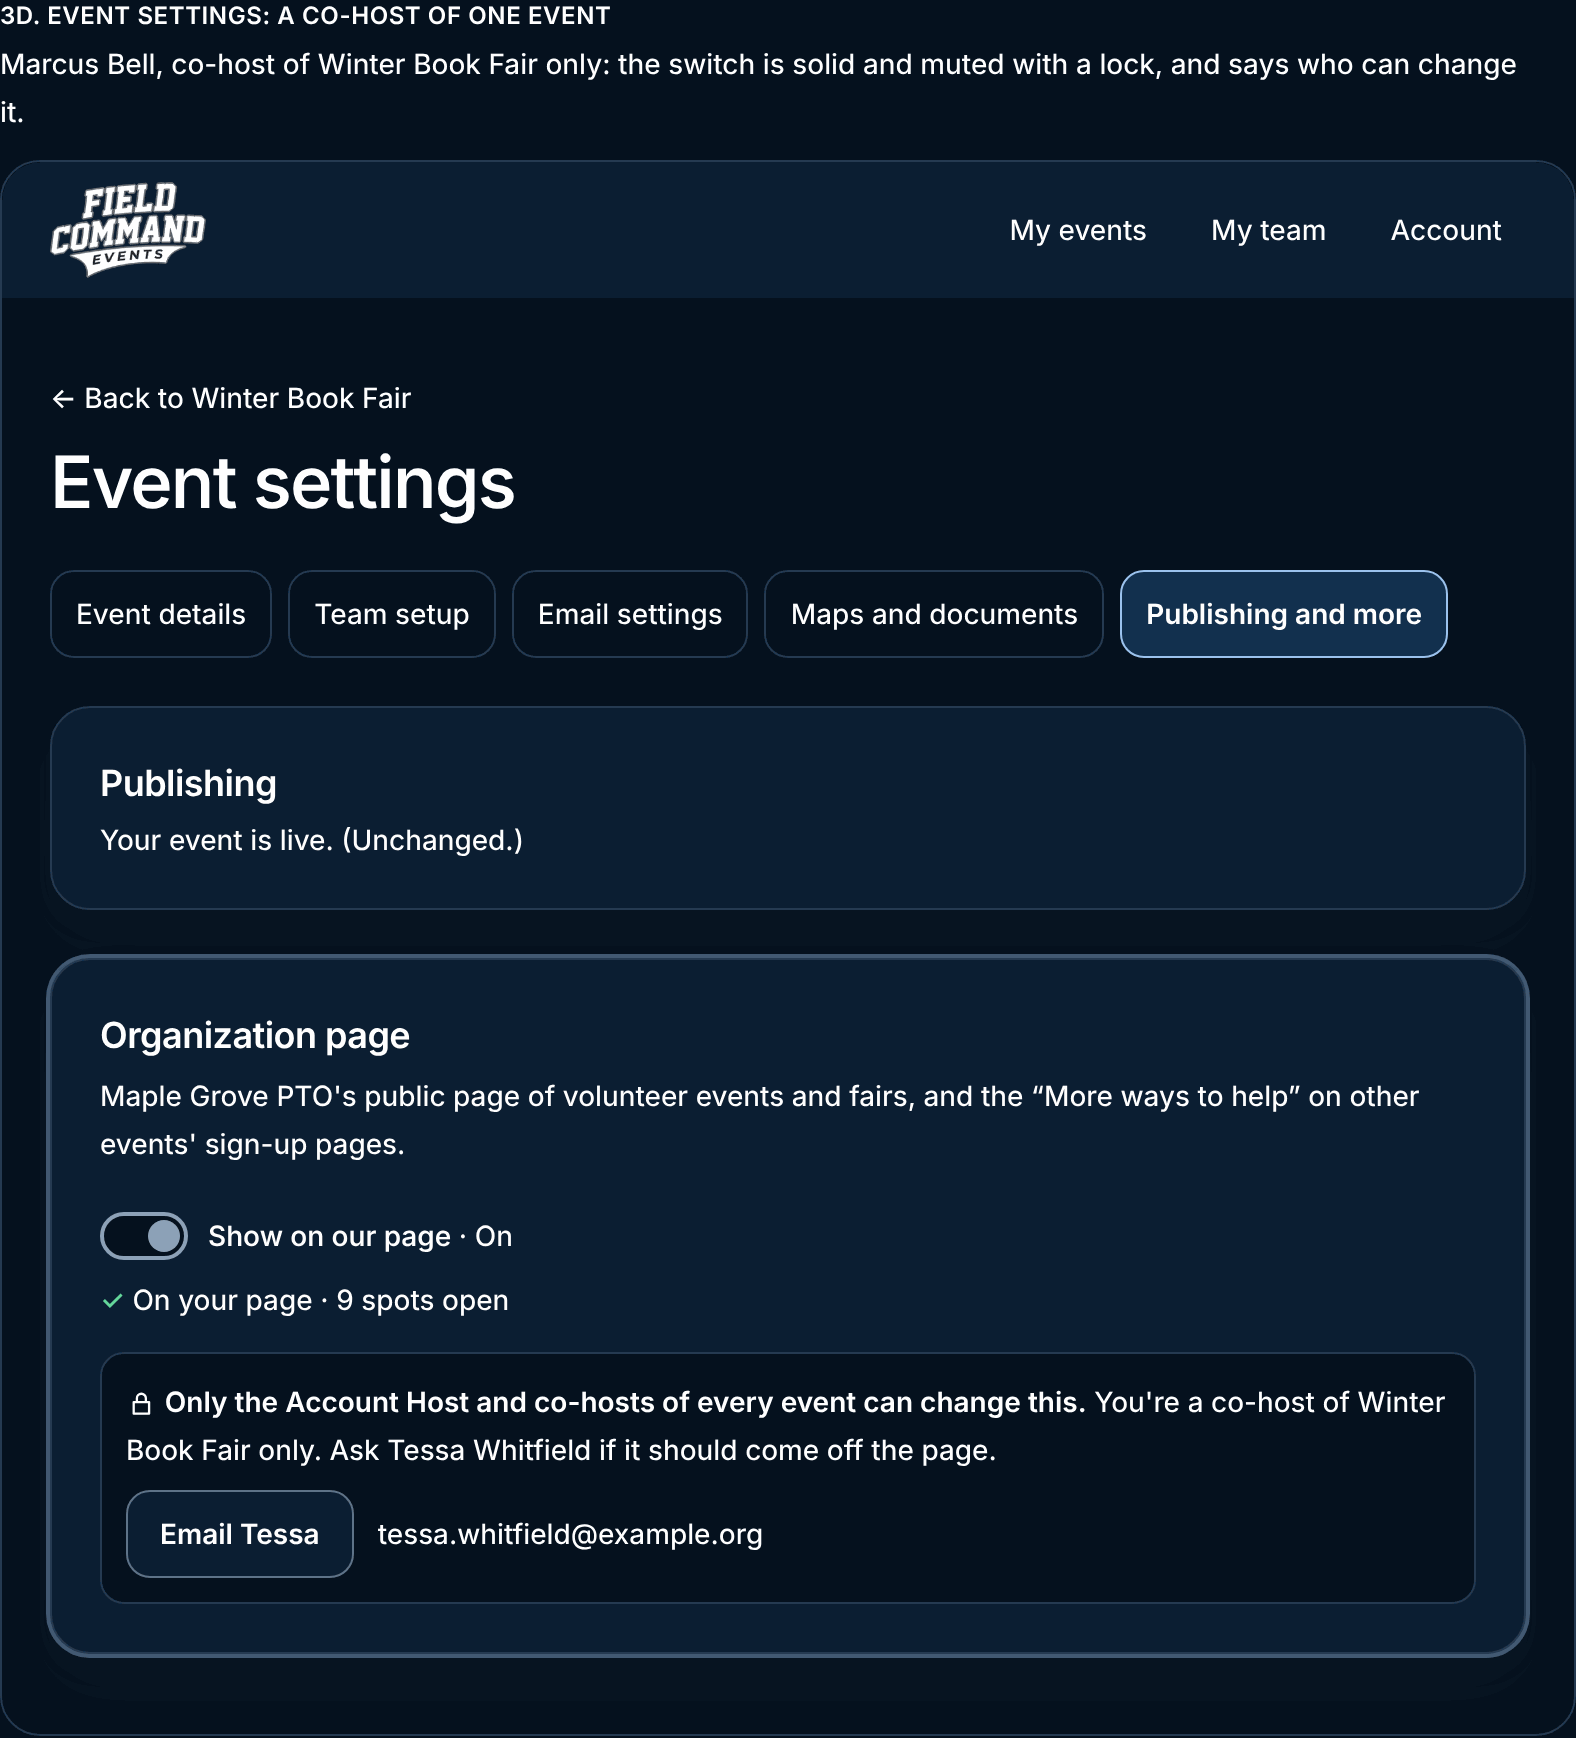 3D. EVENT SETTINGS: A CO-HOST OF ONE EVENT
Marcus Bell, co-host of Winter Book Fair only: the switch is solid and muted with a lock, and says who can change
it.
FIELD
COMMAND
EVENTS
My events My team Account
← Back to Winter Book Fair
Event settings
Event details Team setup Email settings Maps and documents Publishing and more
Publishing
Your event is live. (Unchanged.)
Organization page
Maple Grove PTO's public page of volunteer events and fairs, and the “More ways to help” on other
events' sign-up pages.
Show on our page · On
✓ On your page · 9 spots open
Only the Account Host and co-hosts of every event can change this. You're a co-host of Winter
Book Fair only. Ask Tessa Whitfield if it should come off the page.
Email Tessa tessa.whitfield@example.org